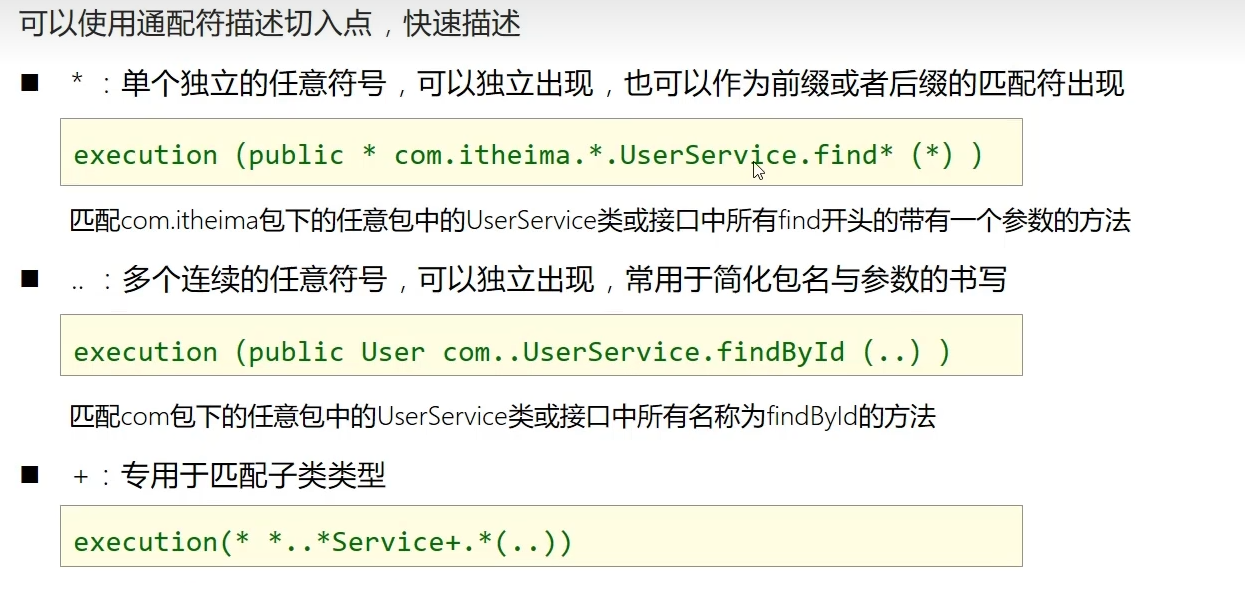 可以使用通配符描述切入点，快速描述
■ * ：单个独立的任意符号，可以独立出现，也可以作为前缀或者后缀的匹配符出现
execution (public * com.itheima.*.UserService.find* (*) )
匹配com.itheima包下的任意包中的UserService类或接口中所有find开头的带有一个参数的方法
■ .. ：多个连续的任意符号，可以独立出现，常用于简化包名与参数的书写
execution (public User com..UserService.findById (..) )
匹配com包下的任意包中的UserService类或接口中所有名称为findById的方法
■ + ：专用于匹配子类类型
execution(* *..*Service+.*(..))